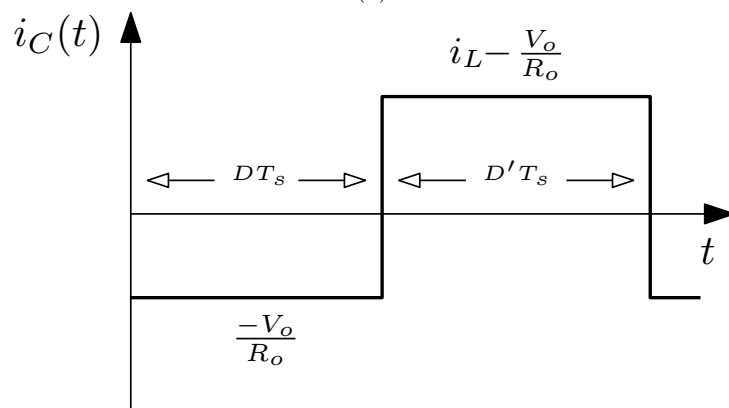 i_C(t)
i_L − V_o/R_o
DT_s
D′T_s
t
−V_o/R_o